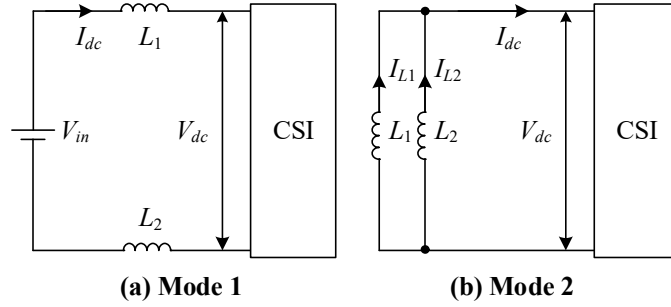 I_dc
L_1
V_in
V_dc
CSI
L_2
(a) Mode 1
I_dc
I_L1
I_L2
L_1
L_2
V_dc
CSI
(b) Mode 2